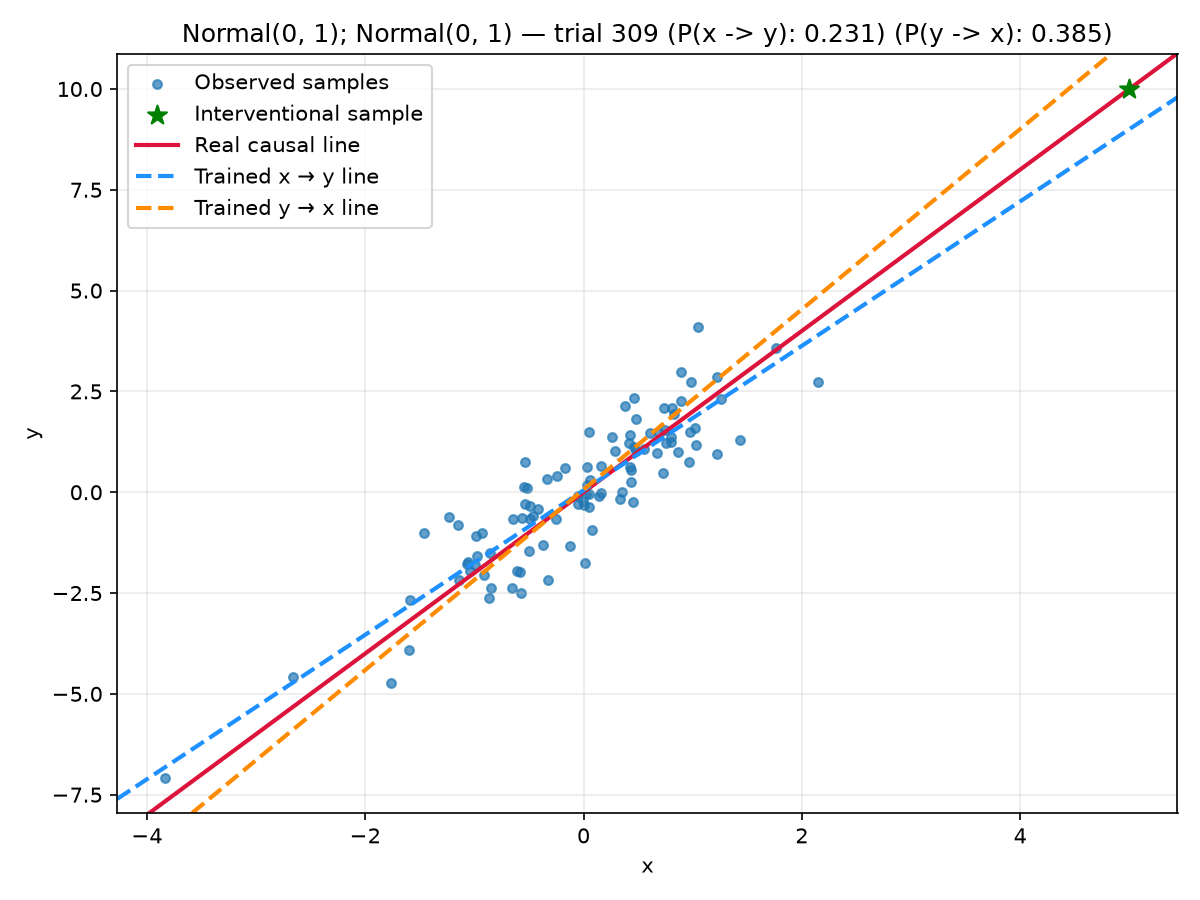 Normal(0, 1); Normal(0, 1) — trial 309 (P(x -> y): 0.231) (P(y -> x): 0.385)
Observed samples
Interventional sample
Real causal line
Trained x → y line
Trained y → x line
10.0
7.5
5.0
2.5
0.0
−2.5
−5.0
−7.5
y
−4
−2
0
2
4
x